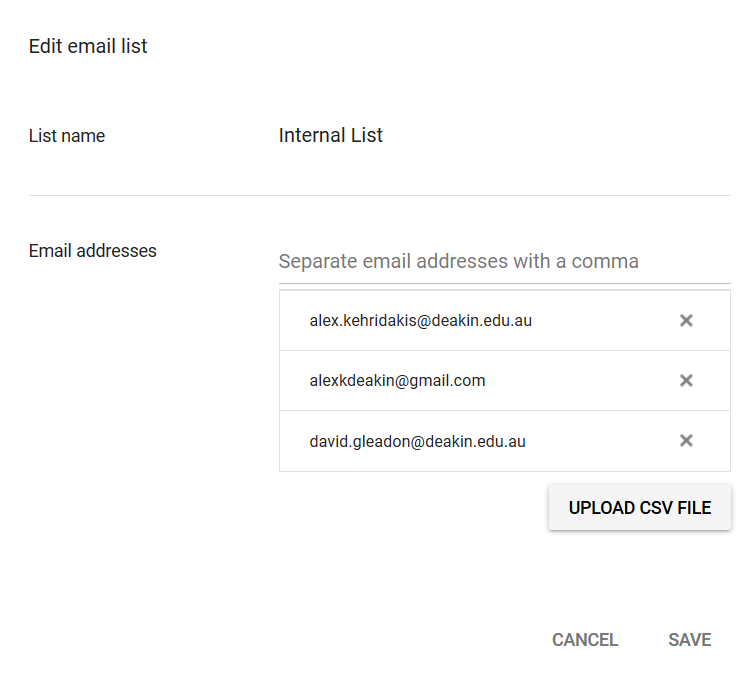 Edit email list
List name
Internal List
Email addresses
Separate email addresses with a comma
alex.kehridakis@deakin.edu.au
alexkdeakin@gmail.com
david.gleadon@deakin.edu.au
UPLOAD CSV FILE
CANCEL
SAVE